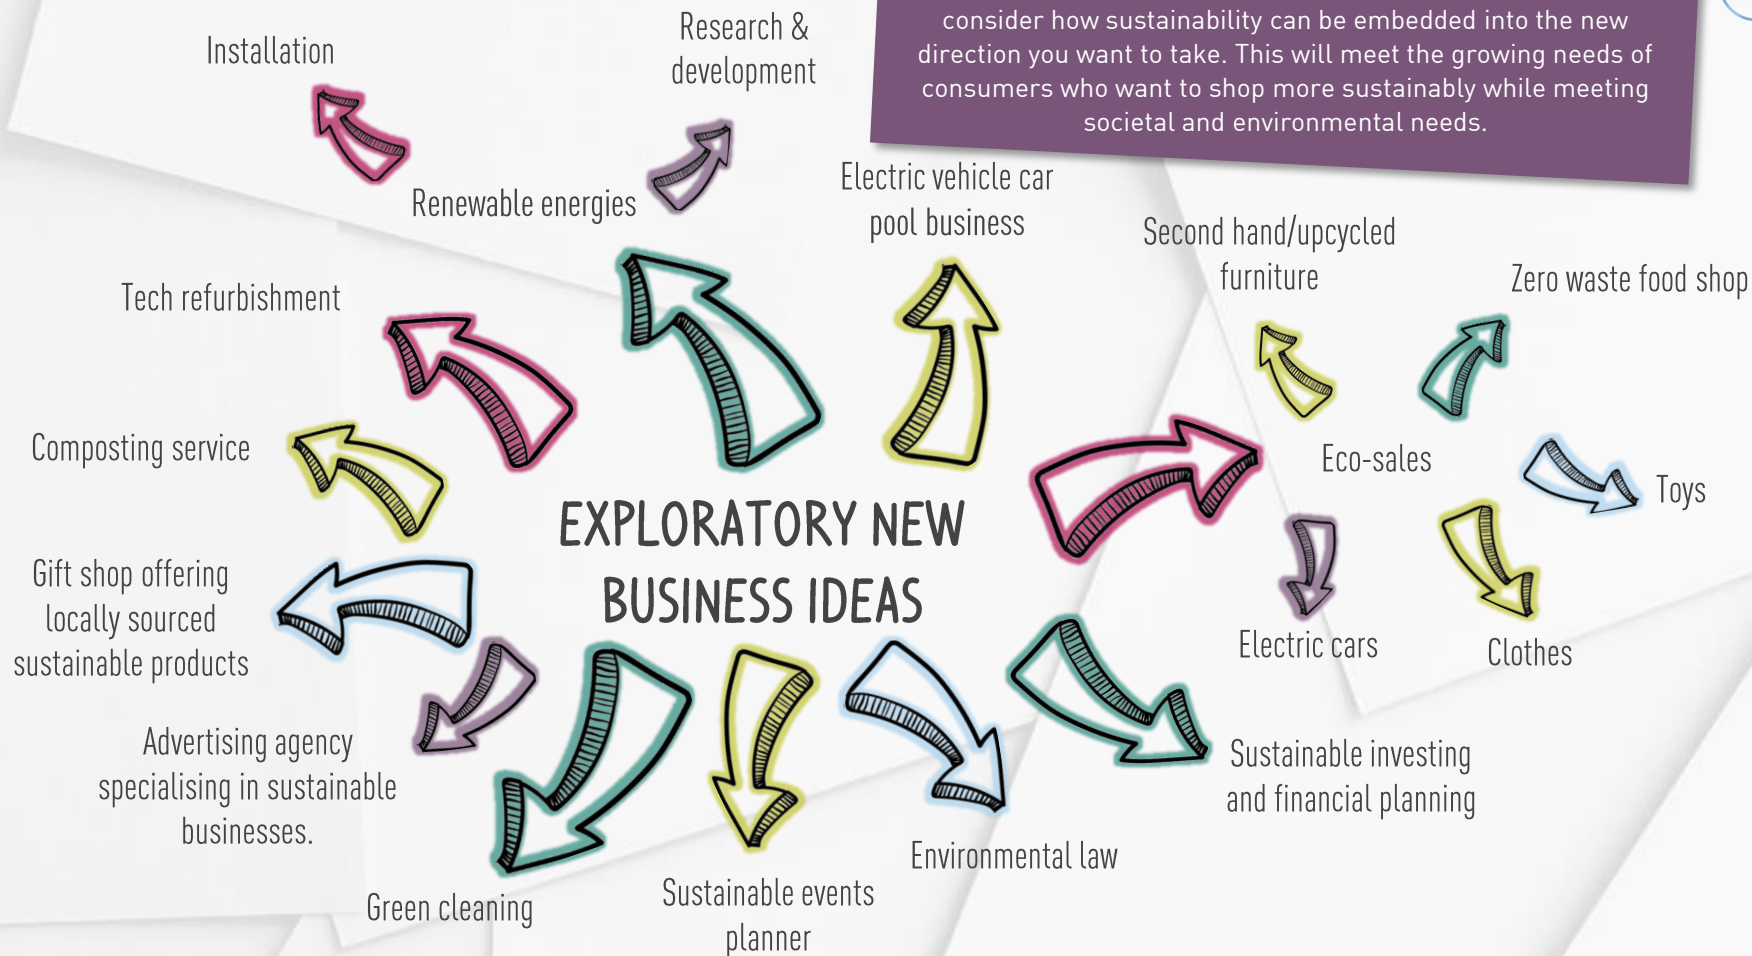 consider how sustainability can be embedded into the new
direction you want to take. This will meet the growing needs of
consumers who want to shop more sustainably while meeting
societal and environmental needs.
Installation
Research &
development
Renewable energies
Electric vehicle car
pool business
Second hand/upcycled
furniture
Zero waste food shop
Tech refurbishment
Composting service
Eco-sales
Toys
EXPLORATORY NEW
BUSINESS IDEAS
Gift shop offering
locally sourced
sustainable products
Electric cars
Clothes
Advertising agency
specialising in sustainable
businesses.
Sustainable investing
and financial planning
Environmental law
Green cleaning
Sustainable events
planner